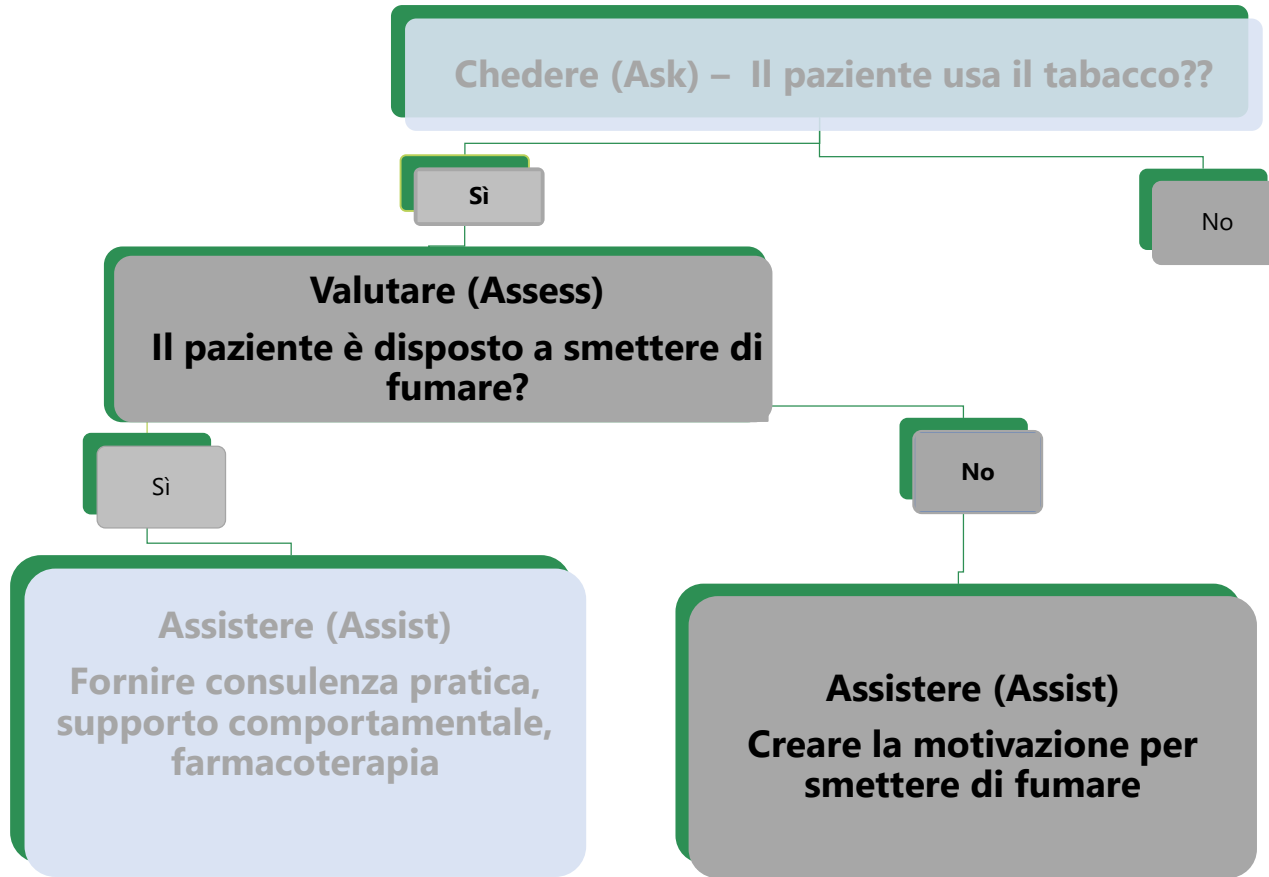 Chedere (Ask) – Il paziente usa il tabacco??
Sì
No
Valutare (Assess)
Il paziente è disposto a smettere di
fumare?
Sì
No
Assistere (Assist)
Fornire consulenza pratica,
supporto comportamentale,
farmacoterapia
Assistere (Assist)
Creare la motivazione per
smettere di fumare